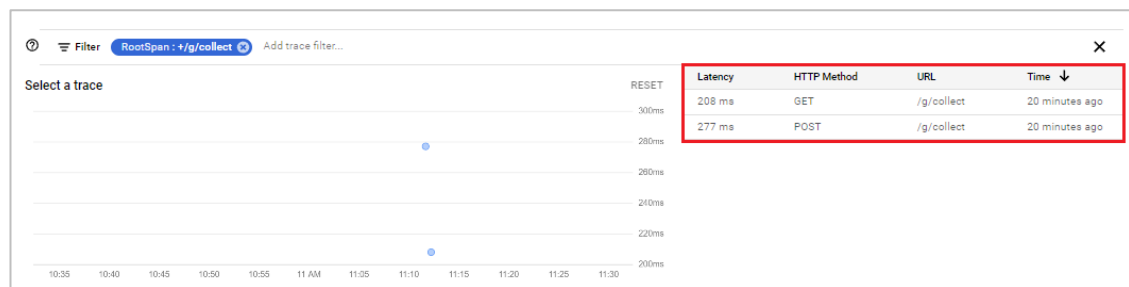 Filter RootSpan : +/g/collect Add trace filter...
Select a trace RESET
300ms
280ms
260ms
240ms
220ms
200ms
10:35 10:40 10:45 10:50 10:55 11 AM 11:05 11:10 11:15 11:20 11:25 11:30
Latency HTTP Method URL Time
208 ms GET /g/collect 20 minutes ago
277 ms POST /g/collect 20 minutes ago